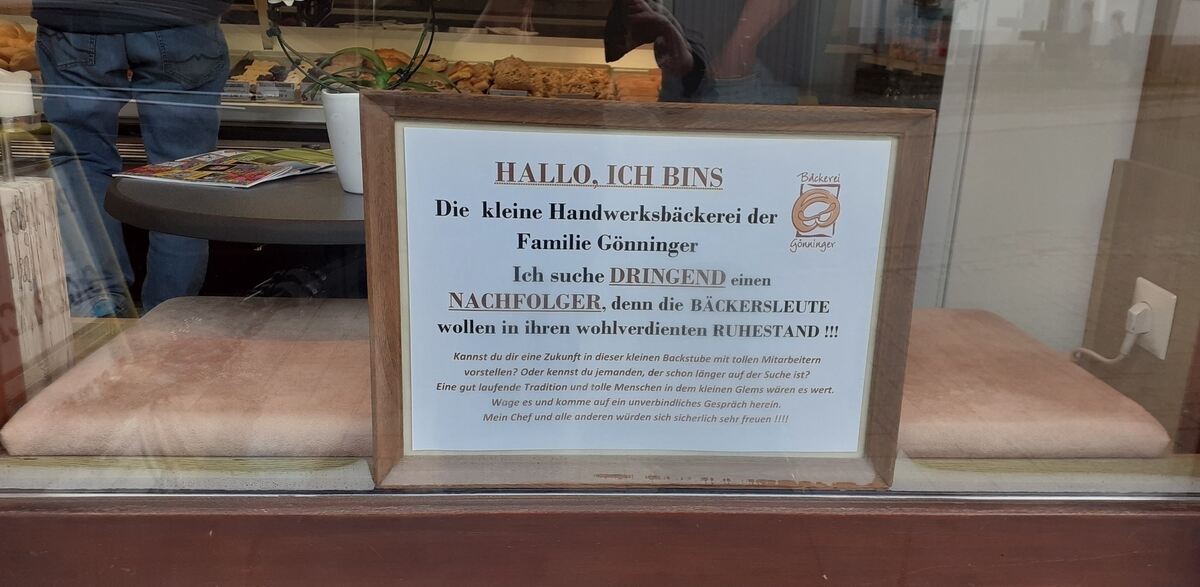 HALLO, ICH BINS
Bäckerei
Gönninger
Die kleine Handwerksbäckerei der
Familie Gönninger
Ich suche DRINGEND einen
NACHFOLGER, denn die BÄCKERSLEUTE
wollen in ihren wohlverdienten RUHESTAND !!!
Kannst du dir eine Zukunft in dieser kleinen Backstube mit tollen Mitarbeitern
vorstellen? Oder kennst du jemanden, der schon länger auf der Suche ist?
Eine gut laufende Tradition und tolle Menschen in dem kleinen Glems wären es wert.
Wage es und komme auf ein unverbindliches Gespräch herein.
Mein Chef und alle anderen würden sich sicherlich sehr freuen !!!!